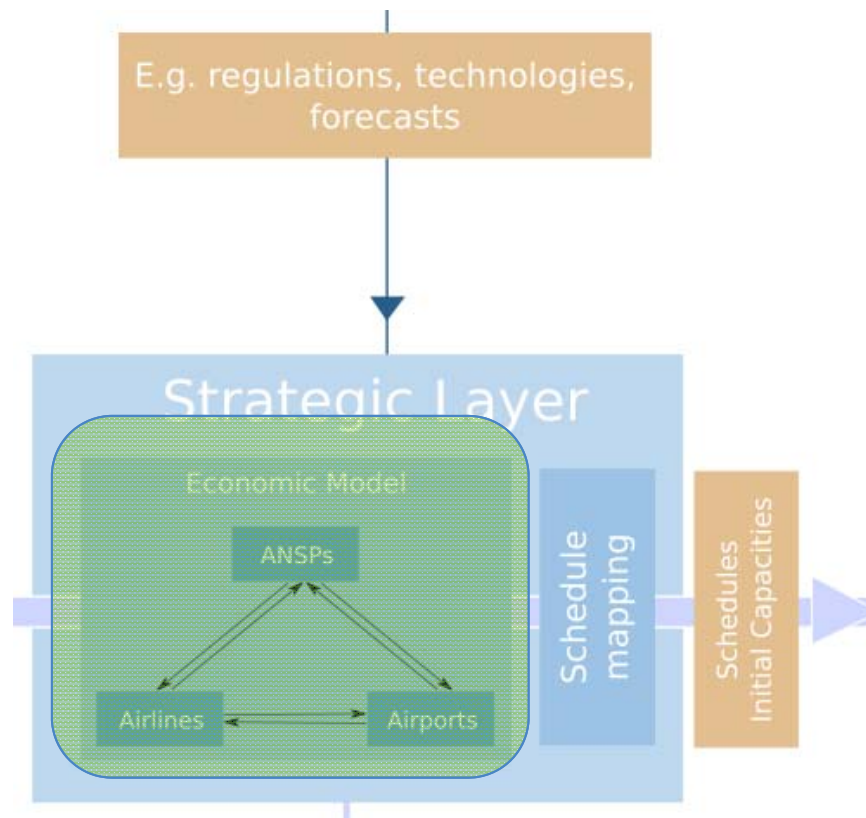 E.g. regulations, technologies,
forecasts
Strategic Layer
Economic Model
ANSPs
Airlines
Airports
Schedule
mapping
Schedules
Initial Capacities